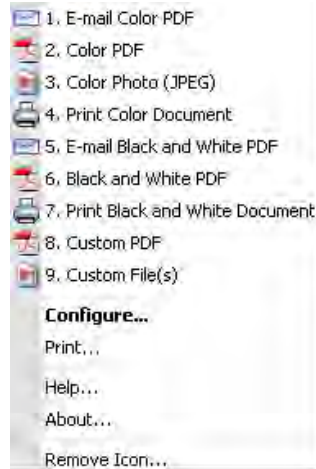 1. E-mail Color PDF
2. Color PDF
3. Color Photo (JPEG)
4. Print Color Document
5. E-mail Black and White PDF
6. Black and White PDF
7. Print Black and White Document
8. Custom PDF
9. Custom File(s)
Configure...
Print...
Help...
About...
Remove Icon...